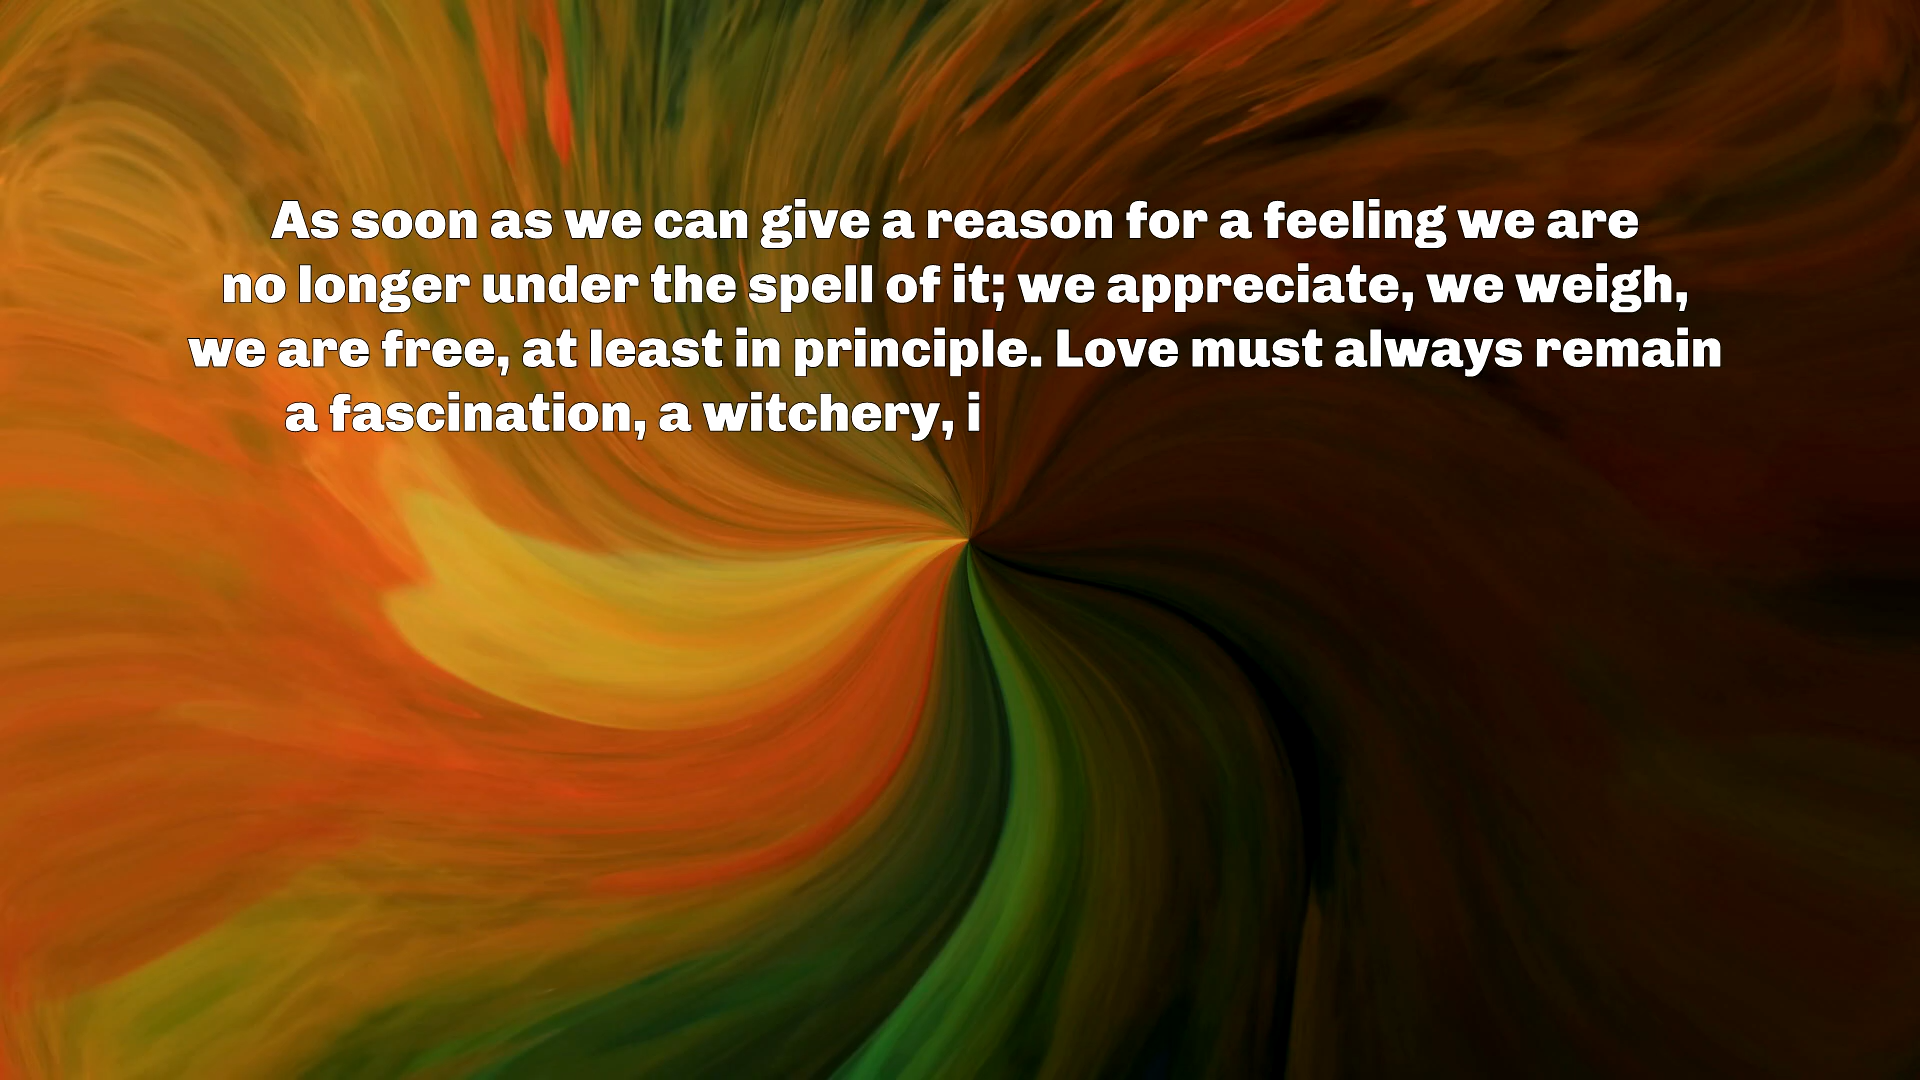 As soon as we can give a reason for a feeling we are
no longer under the spell of it; we appreciate, we weigh,
we are free, at least in principle. Love must always remain
a fascination, a witchery, i